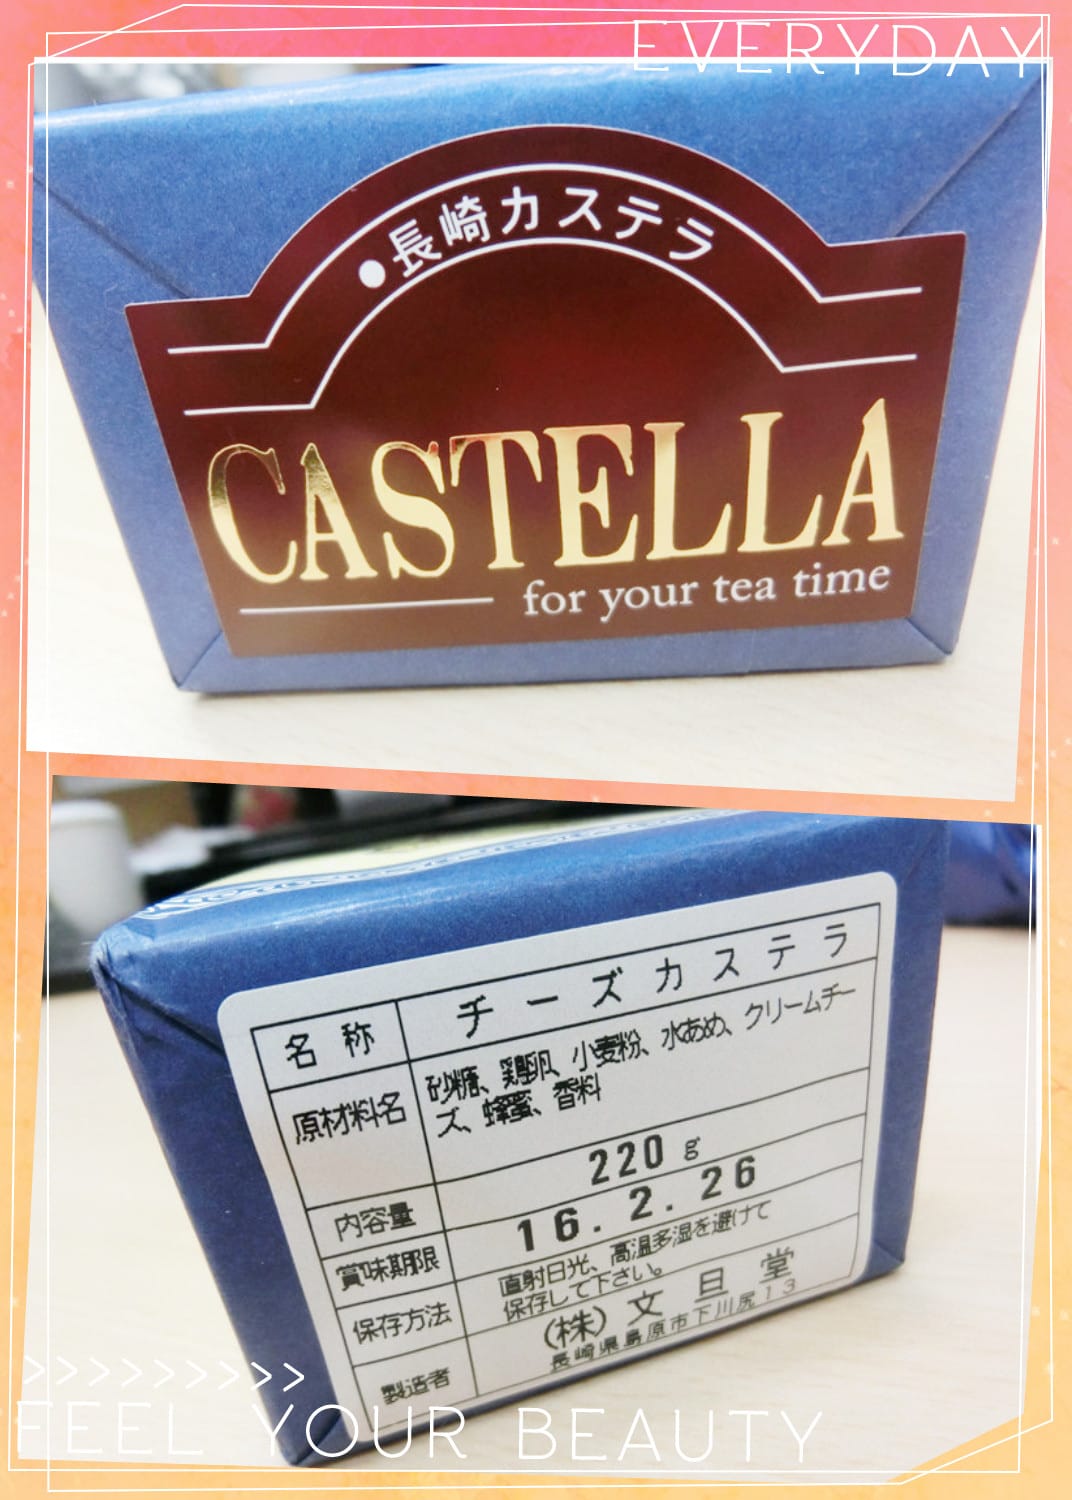 EVERYDAY
●長崎カステラ
CASTELLA
for your tea time
名称 チーズカステラ
原材料名 砂糖、鶏卵、小麦粉、水あめ、クリームチー
ズ、蜂蜜、香料
内容量 220g
賞味期限 16.2.26
保存方法 直射日光、高温多湿を避けて
保存して下さい。
製造者 (株)文旦堂
長崎県島原市下川尻13
>>>>>>>>>
FEEL YOUR BEAUTY